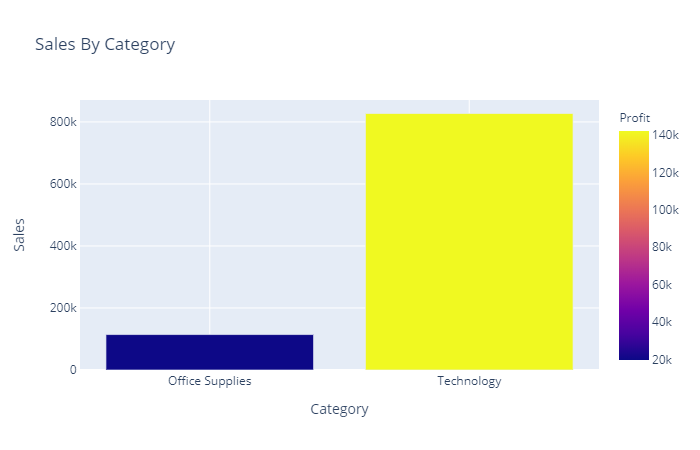 Sales By Category
Profit
800k
600k
400k
200k
0
Sales
Office Supplies
Technology
Category
140k
120k
100k
80k
60k
40k
20k